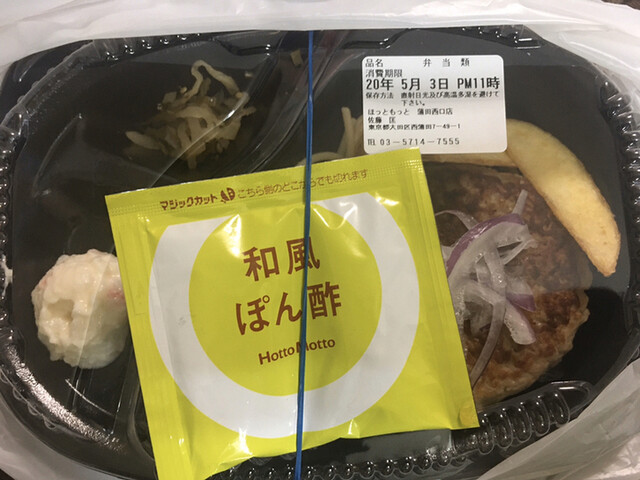 品名 弁当類
消費期限
20年 5月 3日 PM11時
保存方法 直射日光及び高温多湿を避けて
下さい。
ほっともっと 蒲田西口店
佐藤 匡
東京都大田区西蒲田7-49-1
TEL 03-5714-7555
マジックカット こちら側のどこからでも切れます
和風
ぽん酢
HottoMotto